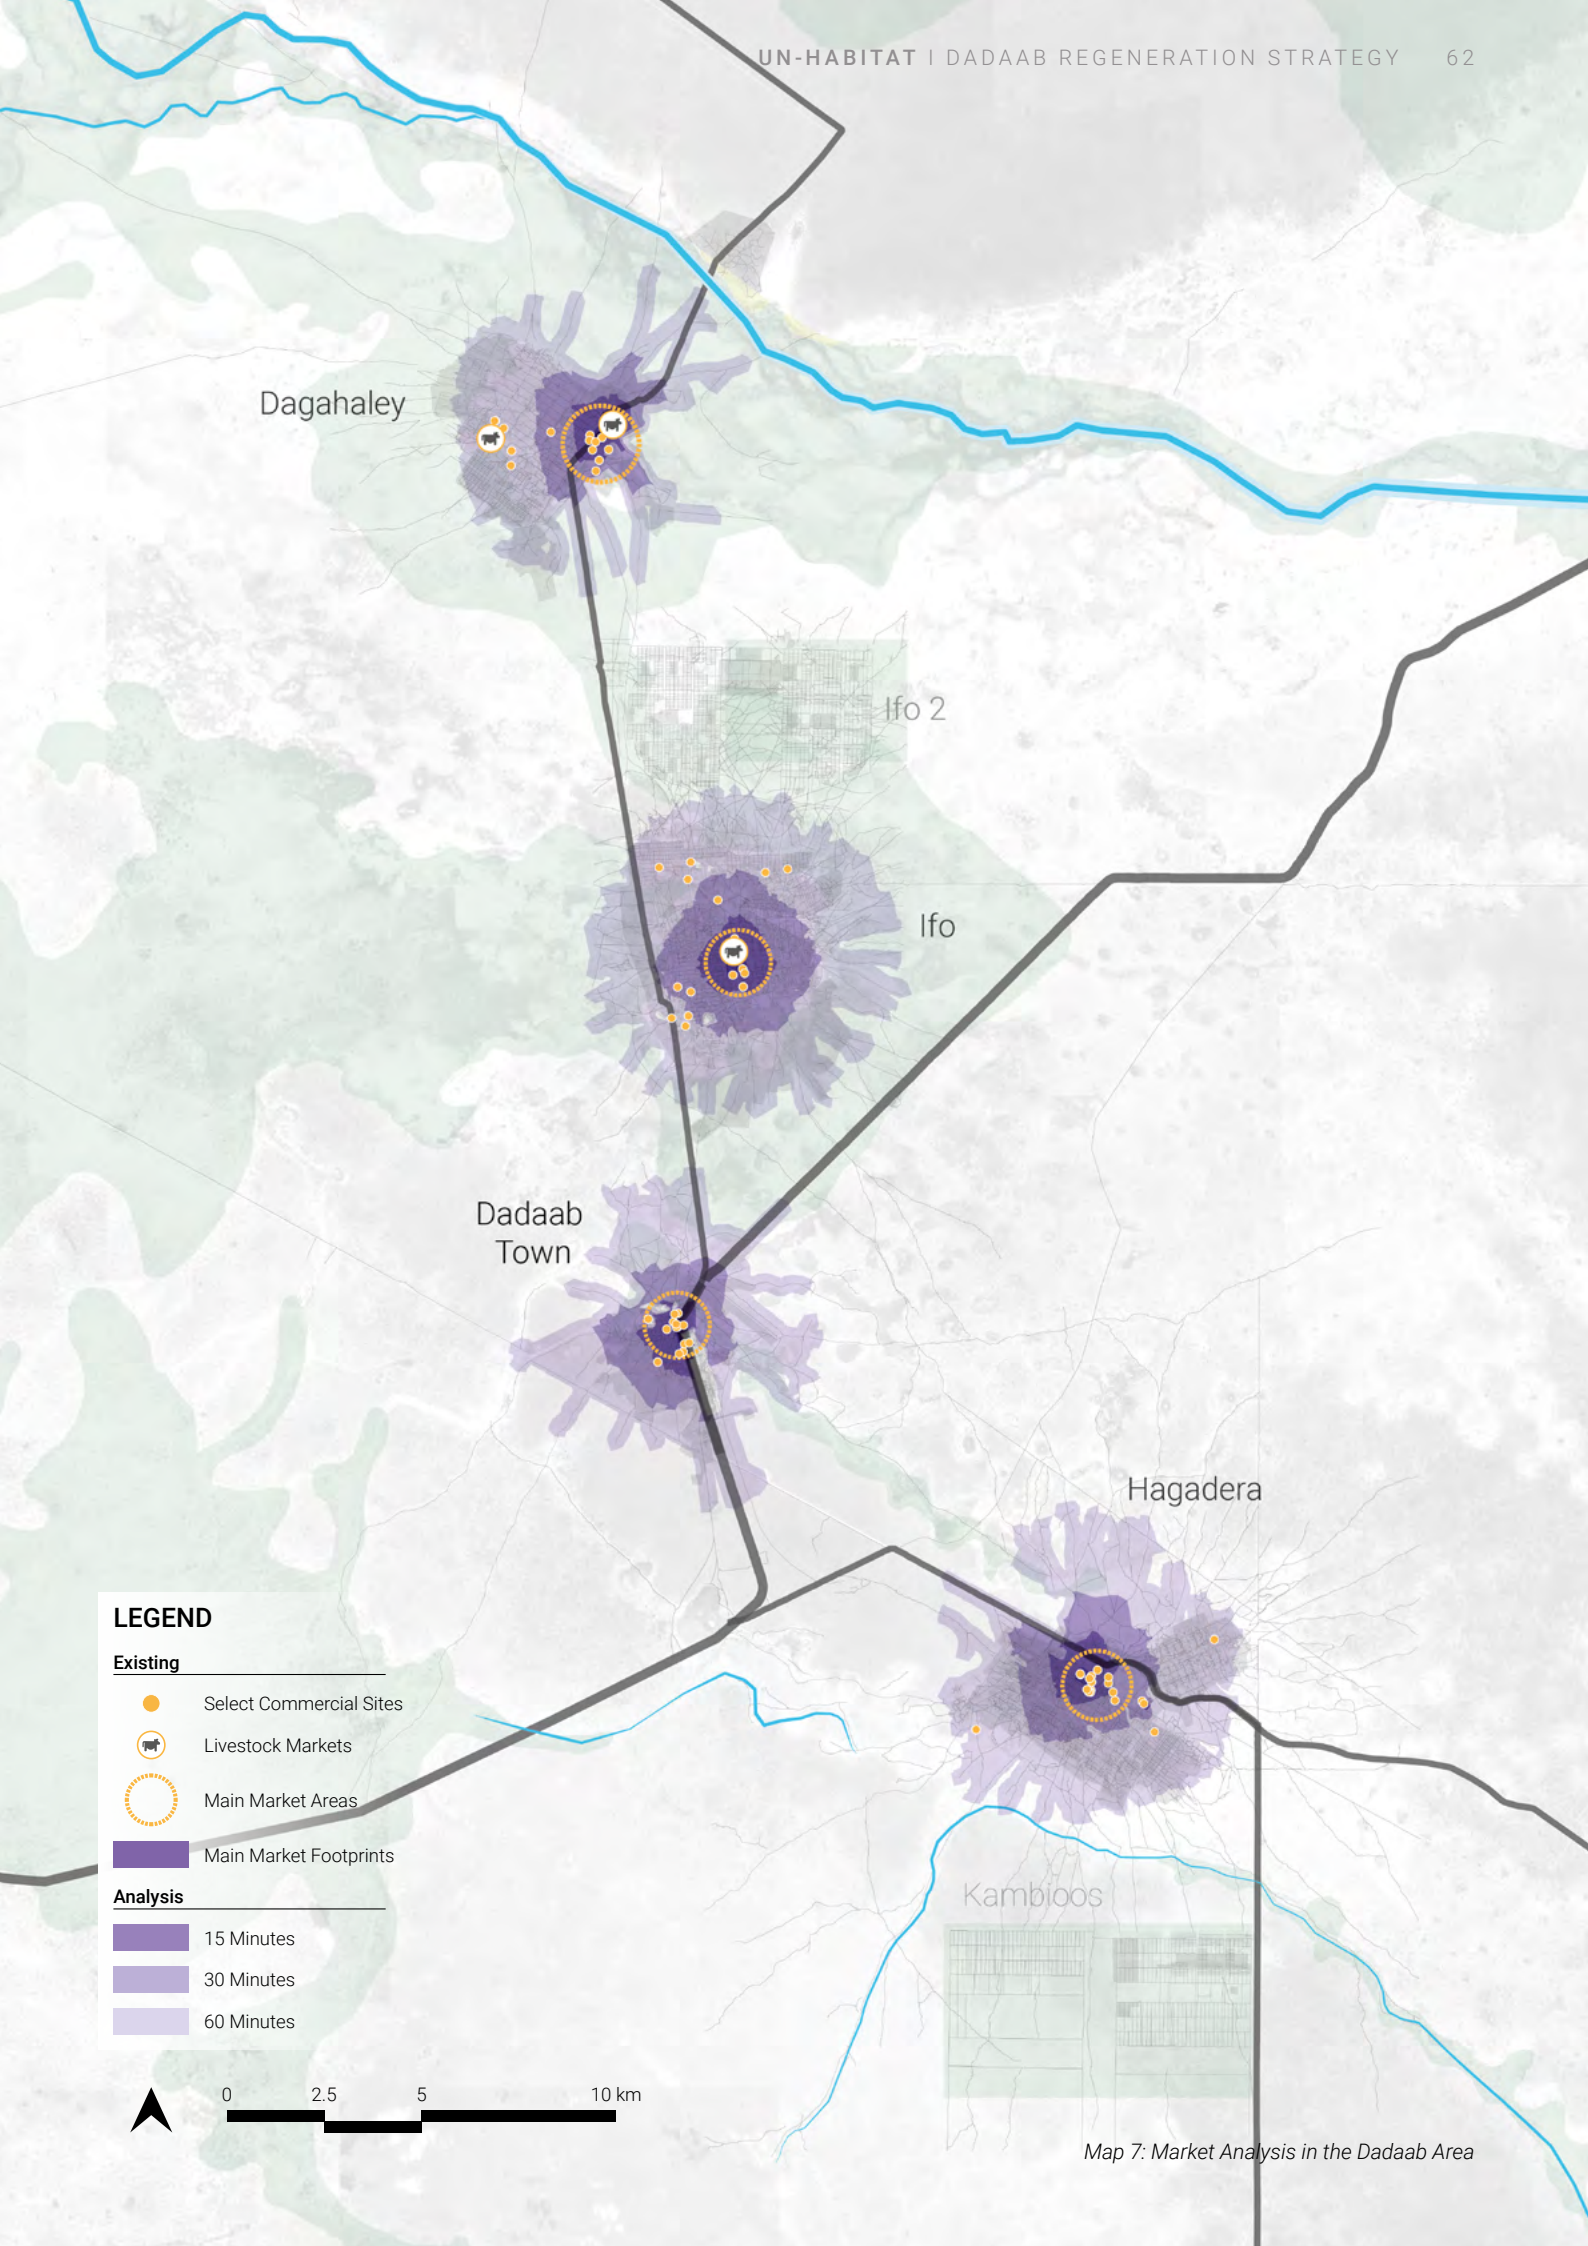 UN-HABITAT I DADAAB REGENERATION STRATEGY 62
Dagahaley
Ifo 2
Ifo
Dadaab
Town
Hagadera
LEGEND
Existing
Select Commercial Sites
Livestock Markets
Main Market Areas
Main Market Footprints
Analysis
15 Minutes
30 Minutes
60 Minutes
Kambioos
0 2.5 5 10 km
Map 7: Market Analysis in the Dadaab Area